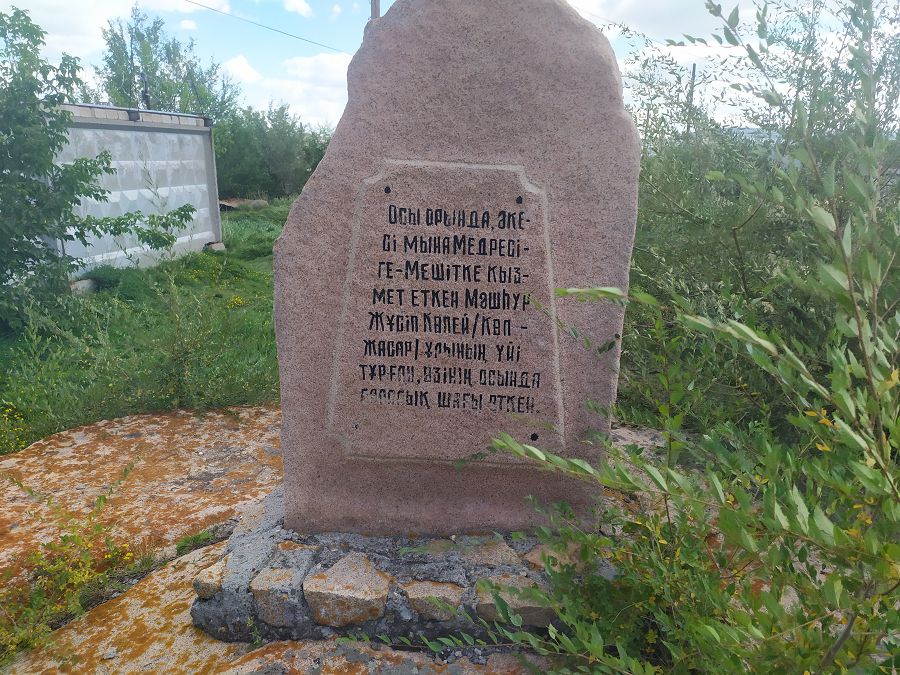 Осы орында, әке-
сі мына Медресі-
ге-Мешітке қыз-
мет еткен Мәшһүр
Жүсіп Көпей/Көп-
жасар/ұлының үйі
тұрған, өзінің осында
балалық шағы өткен.